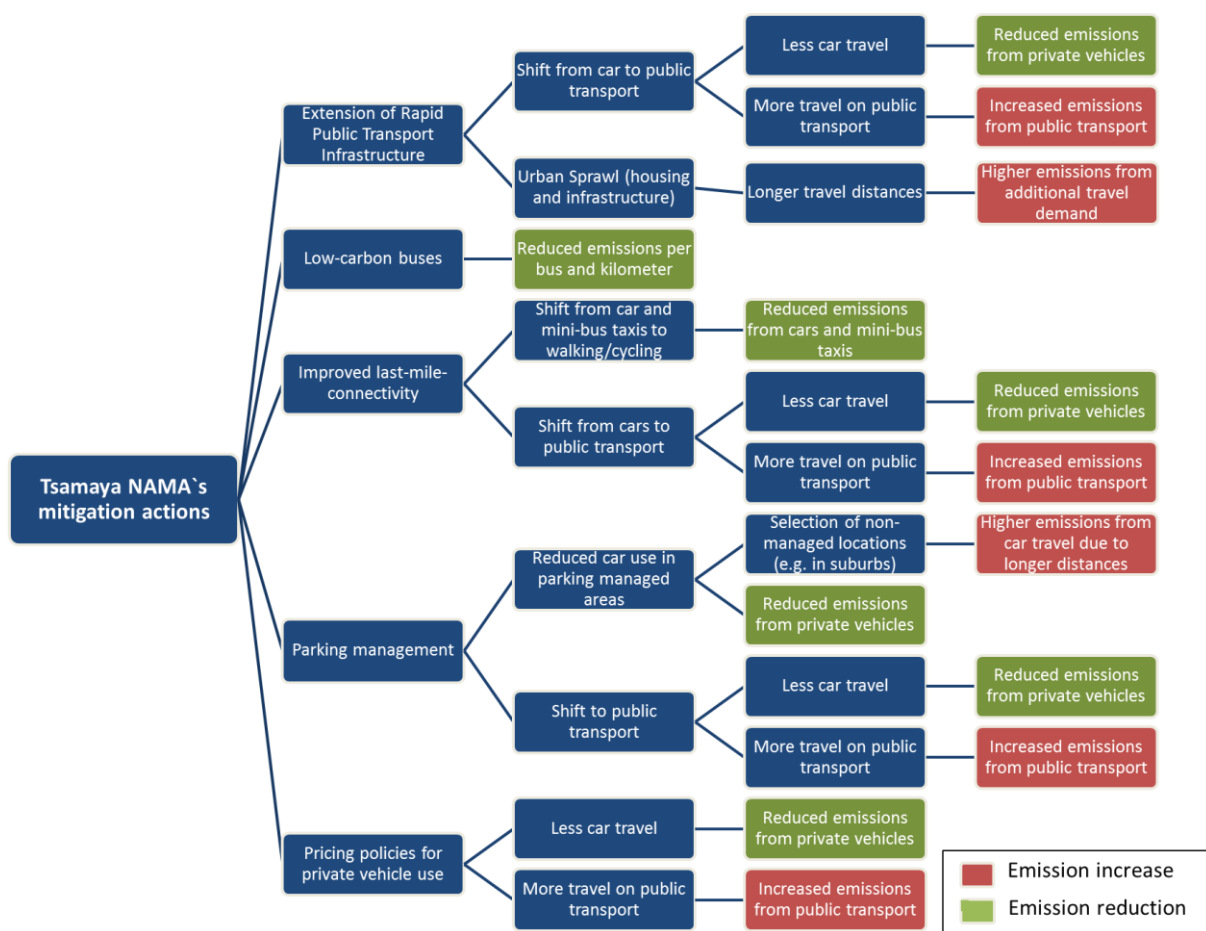 Tsamaya NAMA`s
mitigation actions
Extension of Rapid
Public Transport
Infrastructure
Shift from car to public
transport
Less car travel
Reduced emissions
from private vehicles
More travel on public
transport
Increased emissions
from public transport
Urban Sprawl (housing
and infrastructure)
Longer travel distances
Higher emissions from
additional travel
demand
Low-carbon buses
Reduced emissions per
bus and kilometer
Improved last-mile-
connectivity
Shift from car and
mini-bus taxis to
walking/cycling
Reduced emissions
from cars and mini-bus
taxis
Shift from cars to
public transport
Less car travel
Reduced emissions
from private vehicles
More travel on public
transport
Increased emissions
from public transport
Parking management
Reduced car use in
parking managed
areas
Selection of non-
managed locations
(e.g. in suburbs)
Higher emissions from
car travel due to
longer distances
Reduced emissions
from private vehicles
Shift to public
transport
Less car travel
Reduced emissions
from private vehicles
More travel on public
transport
Increased emissions
from public transport
Pricing policies for
private vehicle use
Less car travel
Reduced emissions
from private vehicles
More travel on public
transport
Increased emissions
from public transport
Emission increase
Emission reduction